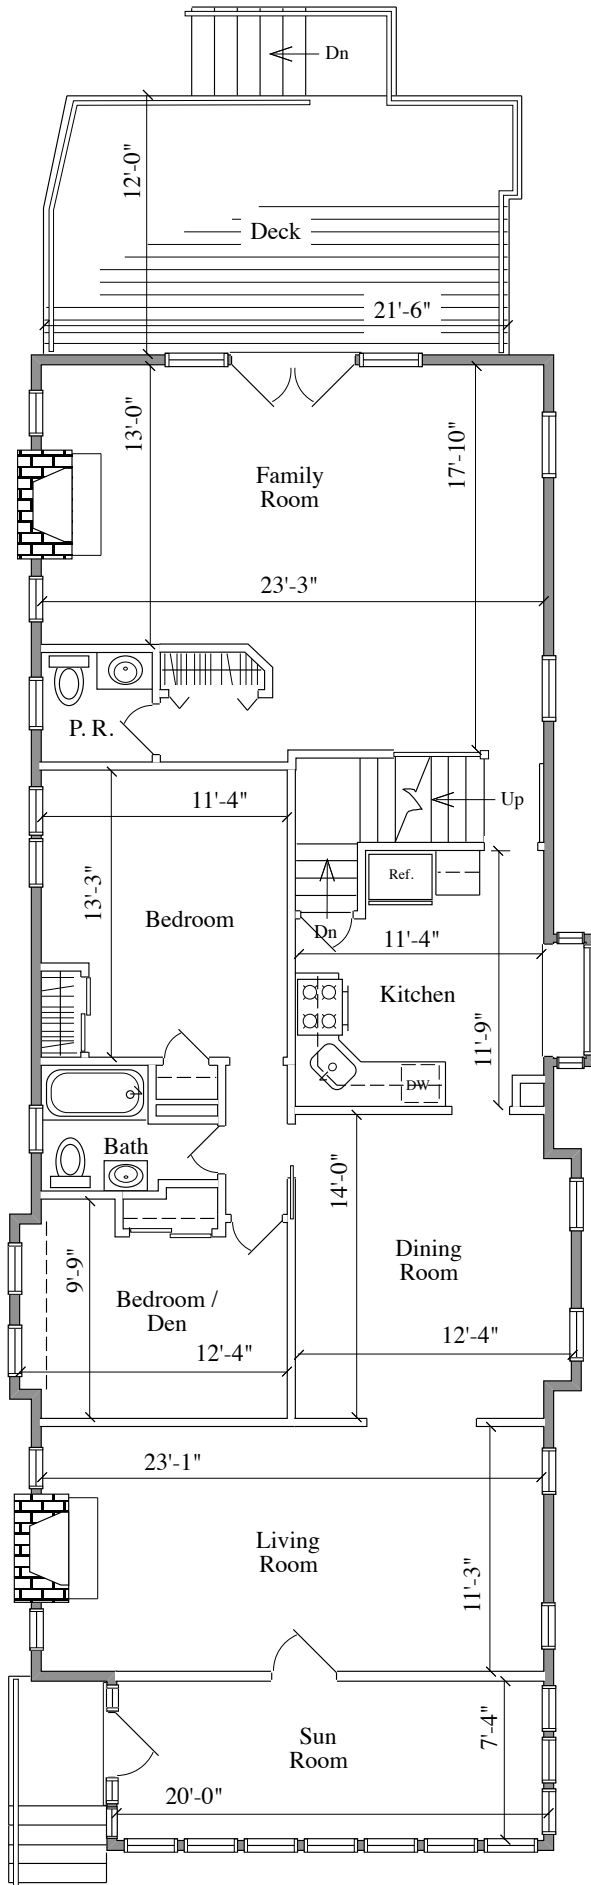 Dn
12'-0"
Deck
21'-6"
13'-0"
17'-10"
Family
Room
23'-3"
P. R.
11'-4"
Up
13'-3"
Ref.
Bedroom
Dn
11'-4"
Kitchen
11'-9"
DW
Bath
14'-0"
9'-9"
Dining
Room
Bedroom /
Den
12'-4"
12'-4"
23'-1"
Living
Room
11'-3"
7'-4"
Sun
Room
20'-0"